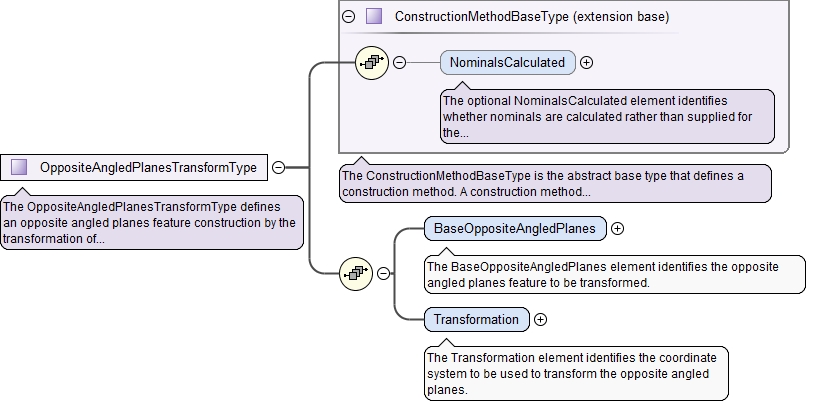 ConstructionMethodBaseType (extension base)
NominalsCalculated
The optional NominalsCalculated element identifies
whether nominals are calculated rather than supplied for
the...
OppositeAngledPlanesTransformType
The OppositeAngledPlanesTransformType defines
an opposite angled planes feature construction by the
transformation of...
The ConstructionMethodBaseType is the abstract base type that defines a
construction method. A construction method...
BaseOppositeAngledPlanes
The BaseOppositeAngledPlanes element identifies the opposite
angled planes feature to be transformed.
Transformation
The Transformation element identifies the coordinate
system to be used to transform the opposite angled
planes.